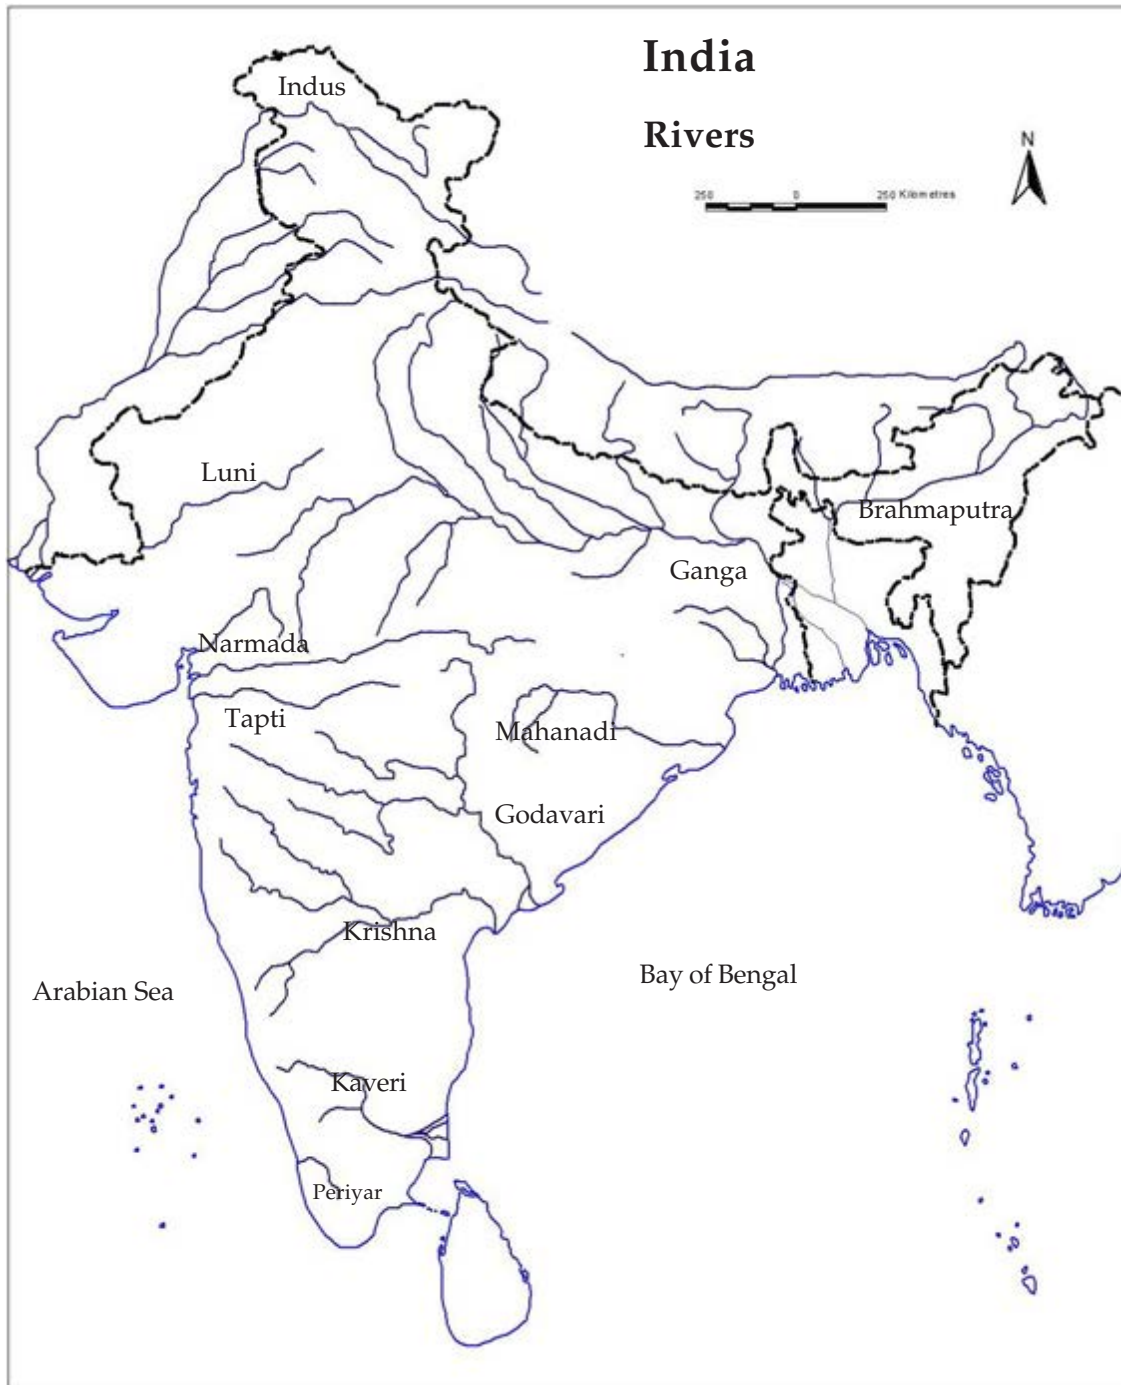 India
Rivers
Indus
N
250 0 250 Kilometres
Luni
Brahmaputra
Ganga
Narmada
Tapti
Mahanadi
Godavari
Krishna
Bay of Bengal
Arabian Sea
Kaveri
Periyar